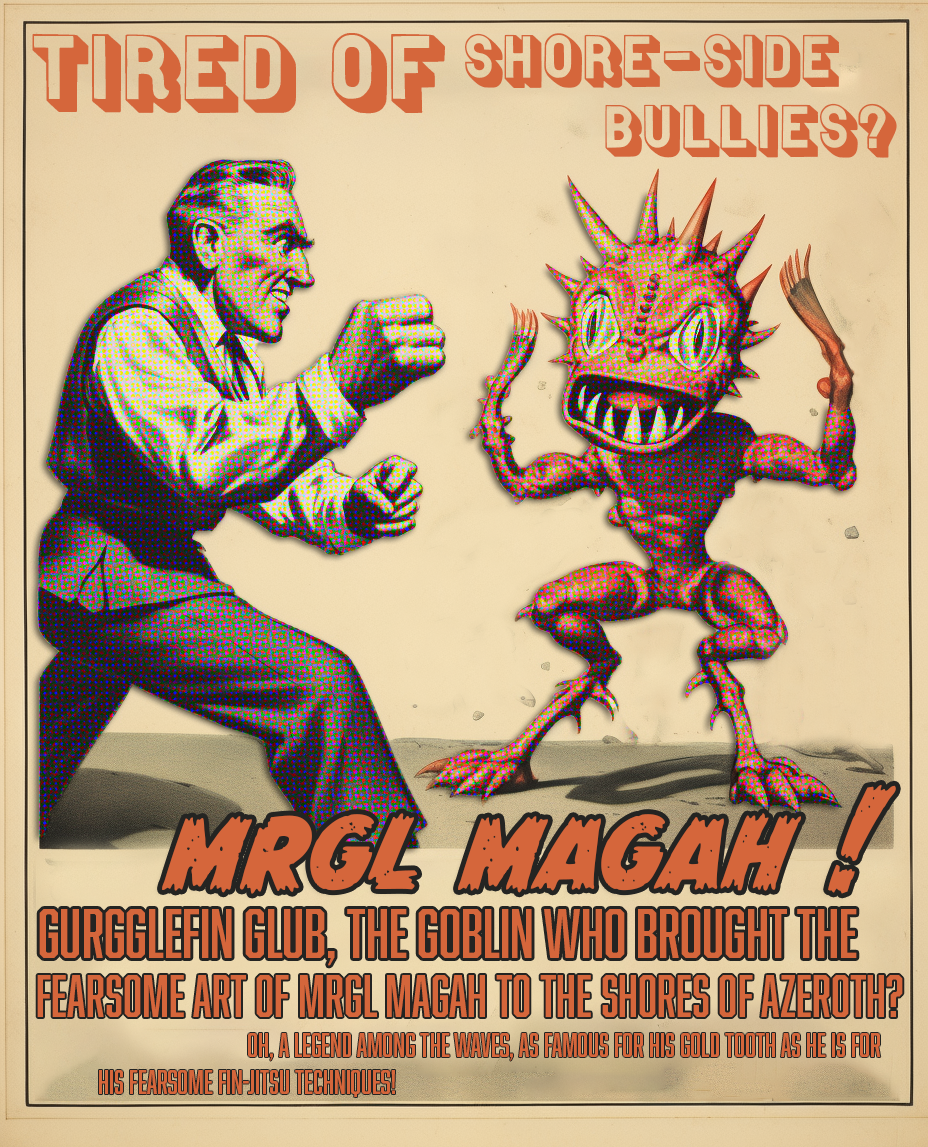 TIRED OF SHORE-SIDE
BULLIES?
MRGL MAGAH!
GURGGLEFIN GLUB, THE GOBLIN WHO BROUGHT THE
FEARSOME ART OF MRGL MAGAH TO THE SHORES OF AZEROTH?
OH, A LEGEND AMONG THE WAVES, AS FAMOUS FOR HIS GOLD TOOTH AS HE IS FOR
HIS FEARSOME FIN-JITSU TECHNIQUES!